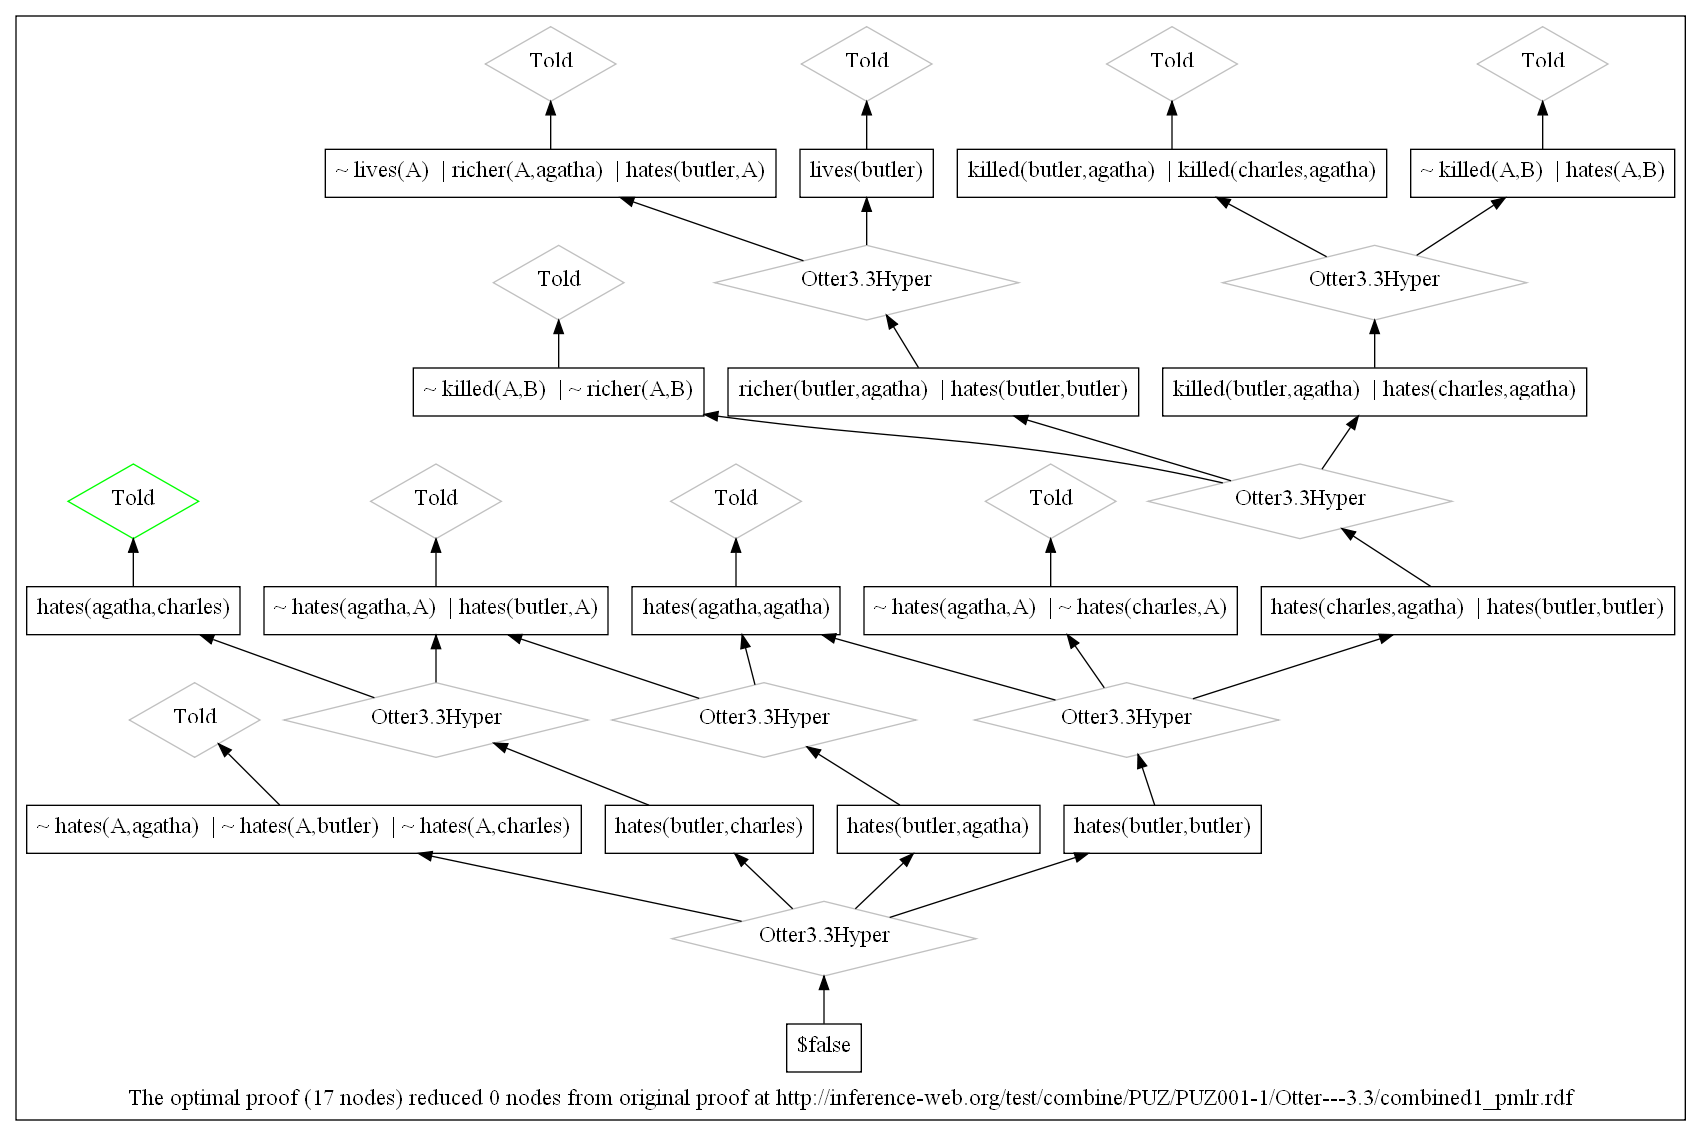 Told
Told
Told
Told
~ lives(A) | richer(A,agatha) | hates(butler,A)
lives(butler)
killed(butler,agatha) | killed(charles,agatha)
~ killed(A,B) | hates(A,B)
Told
Otter3.3Hyper
Otter3.3Hyper
~ killed(A,B) | ~ richer(A,B)
richer(butler,agatha) | hates(butler,butler)
killed(butler,agatha) | hates(charles,agatha)
Told
Told
Told
Told
Otter3.3Hyper
hates(agatha,charles)
~ hates(agatha,A) | hates(butler,A)
hates(agatha,agatha)
~ hates(agatha,A) | ~ hates(charles,A)
hates(charles,agatha) | hates(butler,butler)
Told
Otter3.3Hyper
Otter3.3Hyper
Otter3.3Hyper
~ hates(A,agatha) | ~ hates(A,butler) | ~ hates(A,charles)
hates(butler,charles)
hates(butler,agatha)
hates(butler,butler)
Otter3.3Hyper
$false
The optimal proof (17 nodes) reduced 0 nodes from original proof at http://inference-web.org/test/combine/PUZ/PUZ001-1/Otter---3.3/combined1_pmlr.rdf